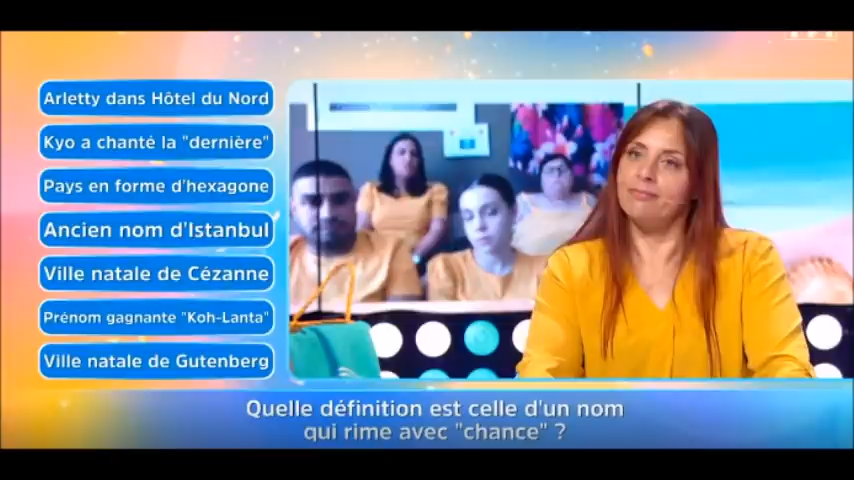 Arletty dans Hôtel du Nord
Kyo a chanté la "dernière"
Pays en forme d'hexagone
Ancien nom d'Istanbul
Ville natale de Cézanne
Prénom gagnante "Koh-Lanta"
Ville natale de Gutenberg
Quelle définition est celle d'un nom
qui rime avec "chance" ?